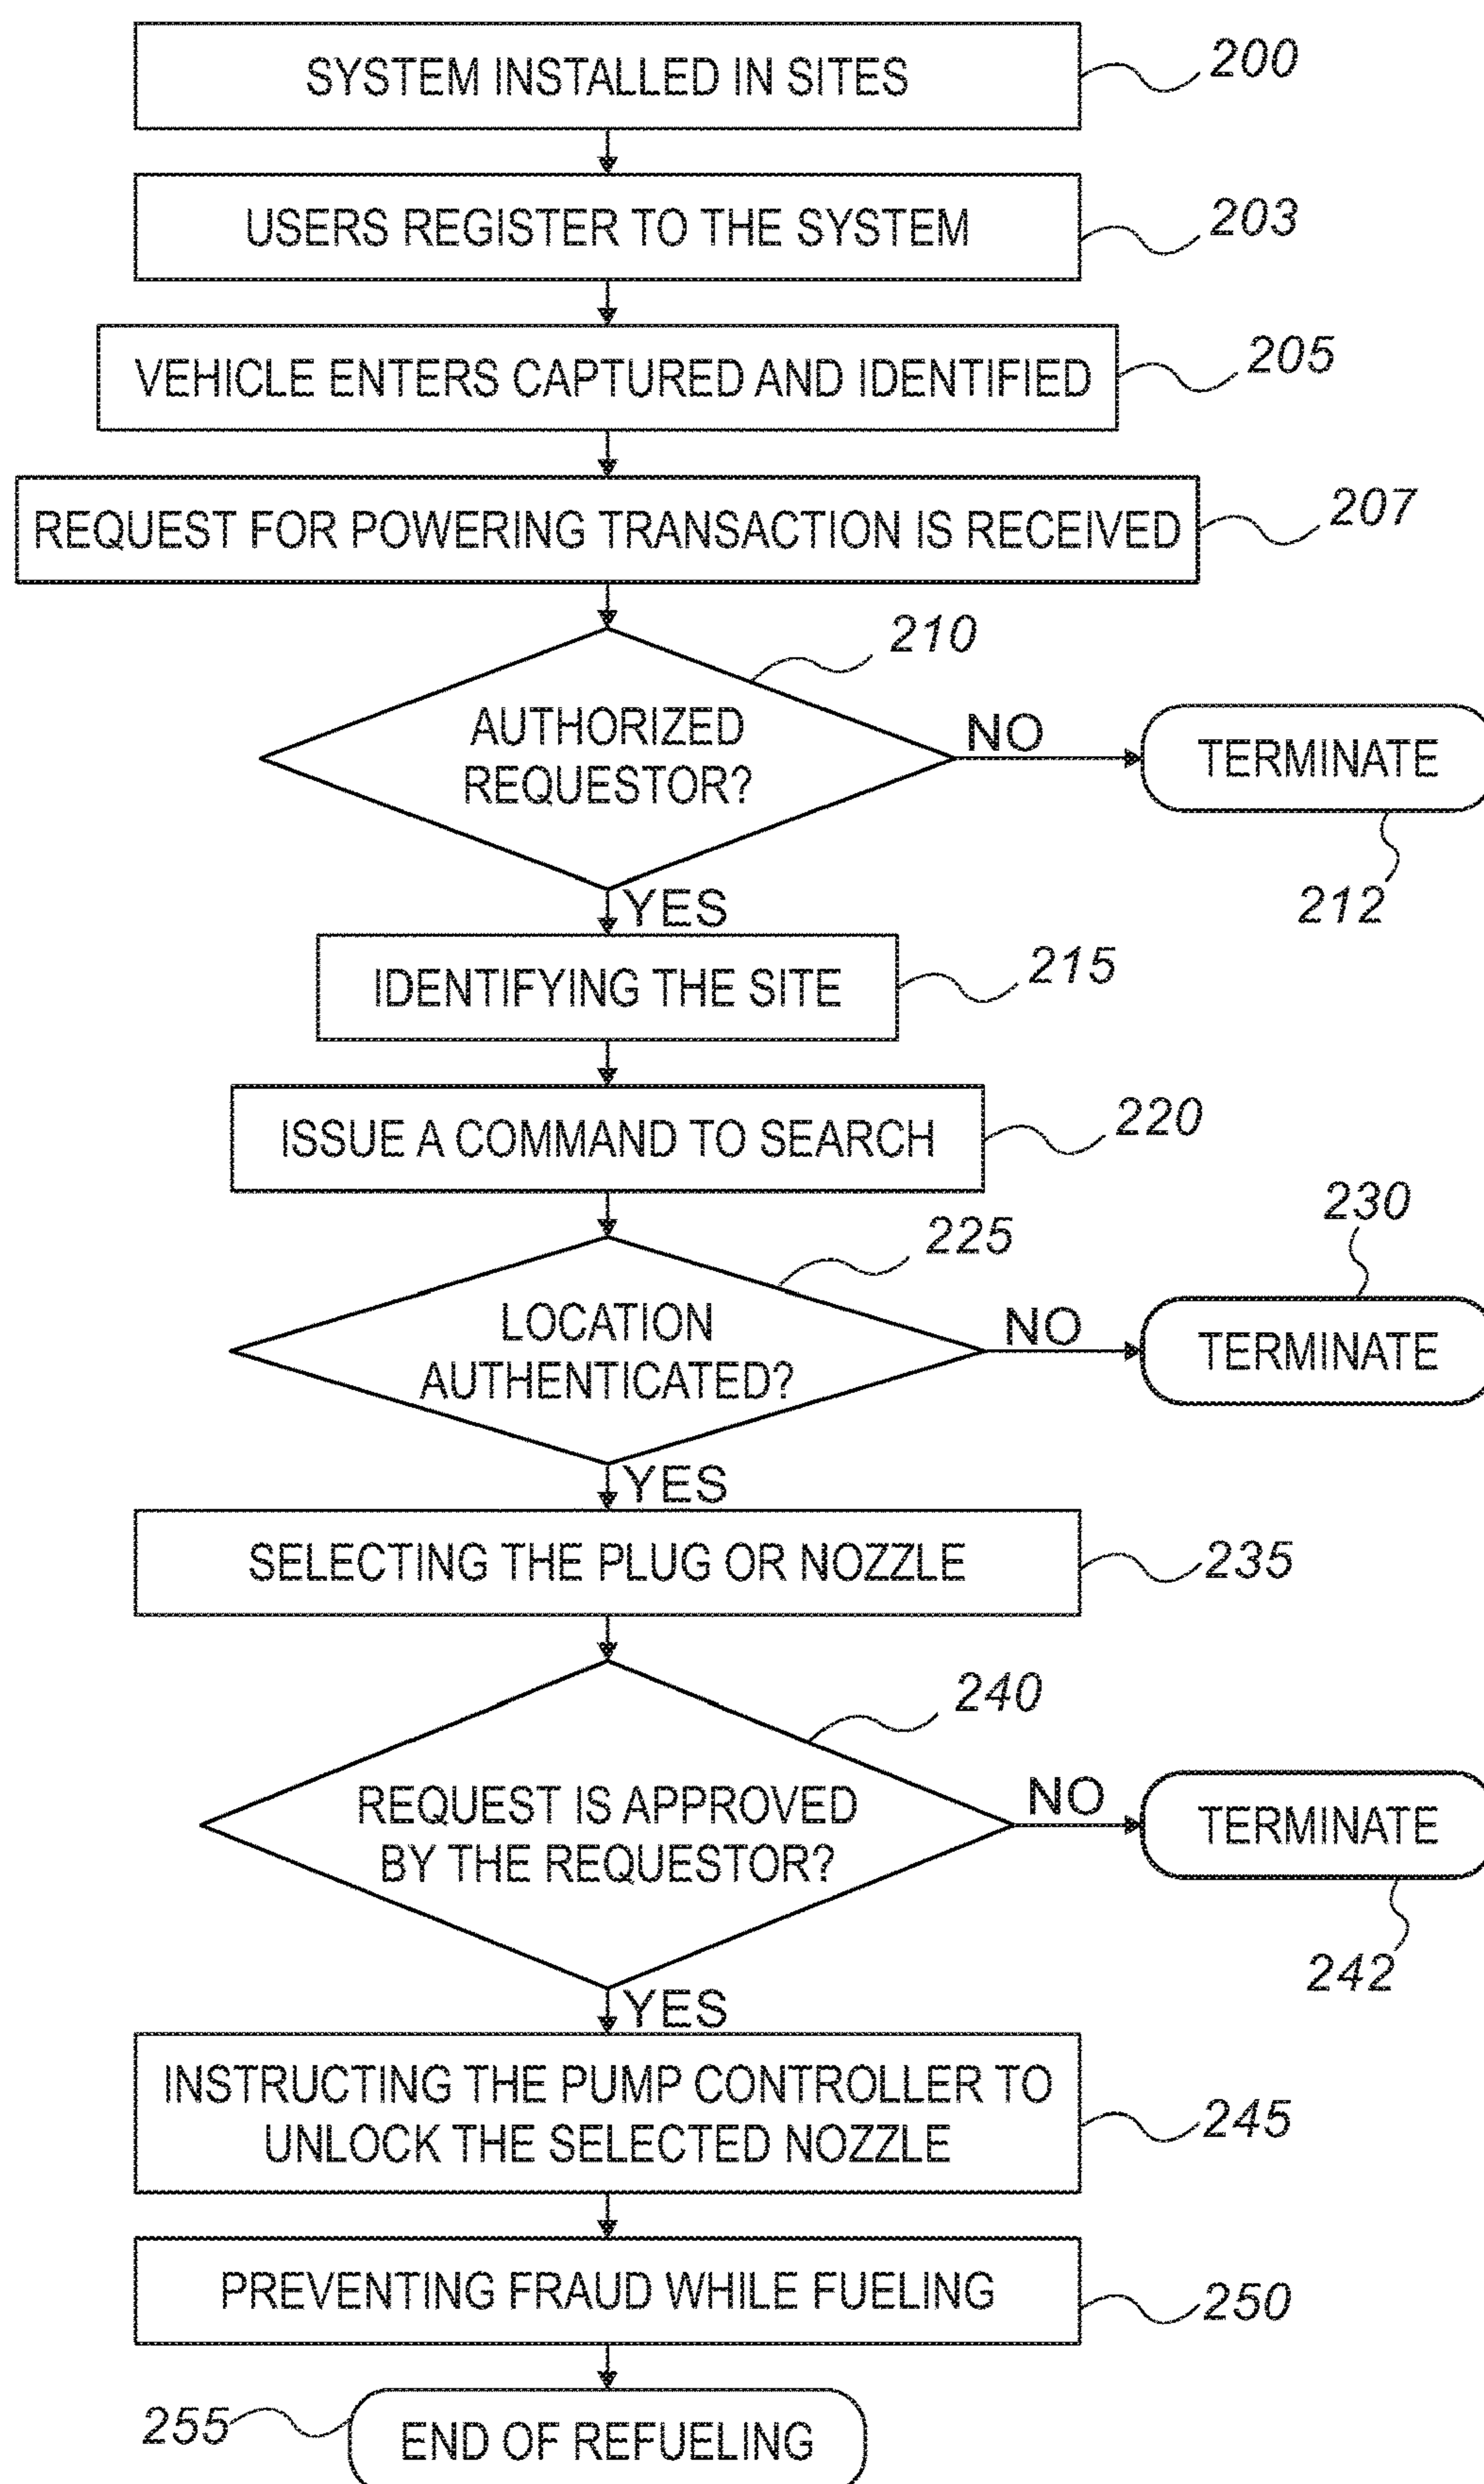 SYSTEM INSTALLED IN SITES
200
USERS REGISTER TO THE SYSTEM
203
VEHICLE ENTERS CAPTURED AND IDENTIFIED
205
REQUEST FOR POWERING TRANSACTION IS RECEIVED
207
210
AUTHORIZED
REQUESTOR?
NO
TERMINATE
212
YES
IDENTIFYING THE SITE
215
ISSUE A COMMAND TO SEARCH
220
225
LOCATION
AUTHENTICATED?
NO
230
TERMINATE
YES
SELECTING THE PLUG OR NOZZLE
235
240
REQUEST IS APPROVED
BY THE REQUESTOR?
NO
TERMINATE
242
YES
INSTRUCTING THE PUMP CONTROLLER TO
UNLOCK THE SELECTED NOZZLE
245
PREVENTING FRAUD WHILE FUELING
250
255
END OF REFUELING